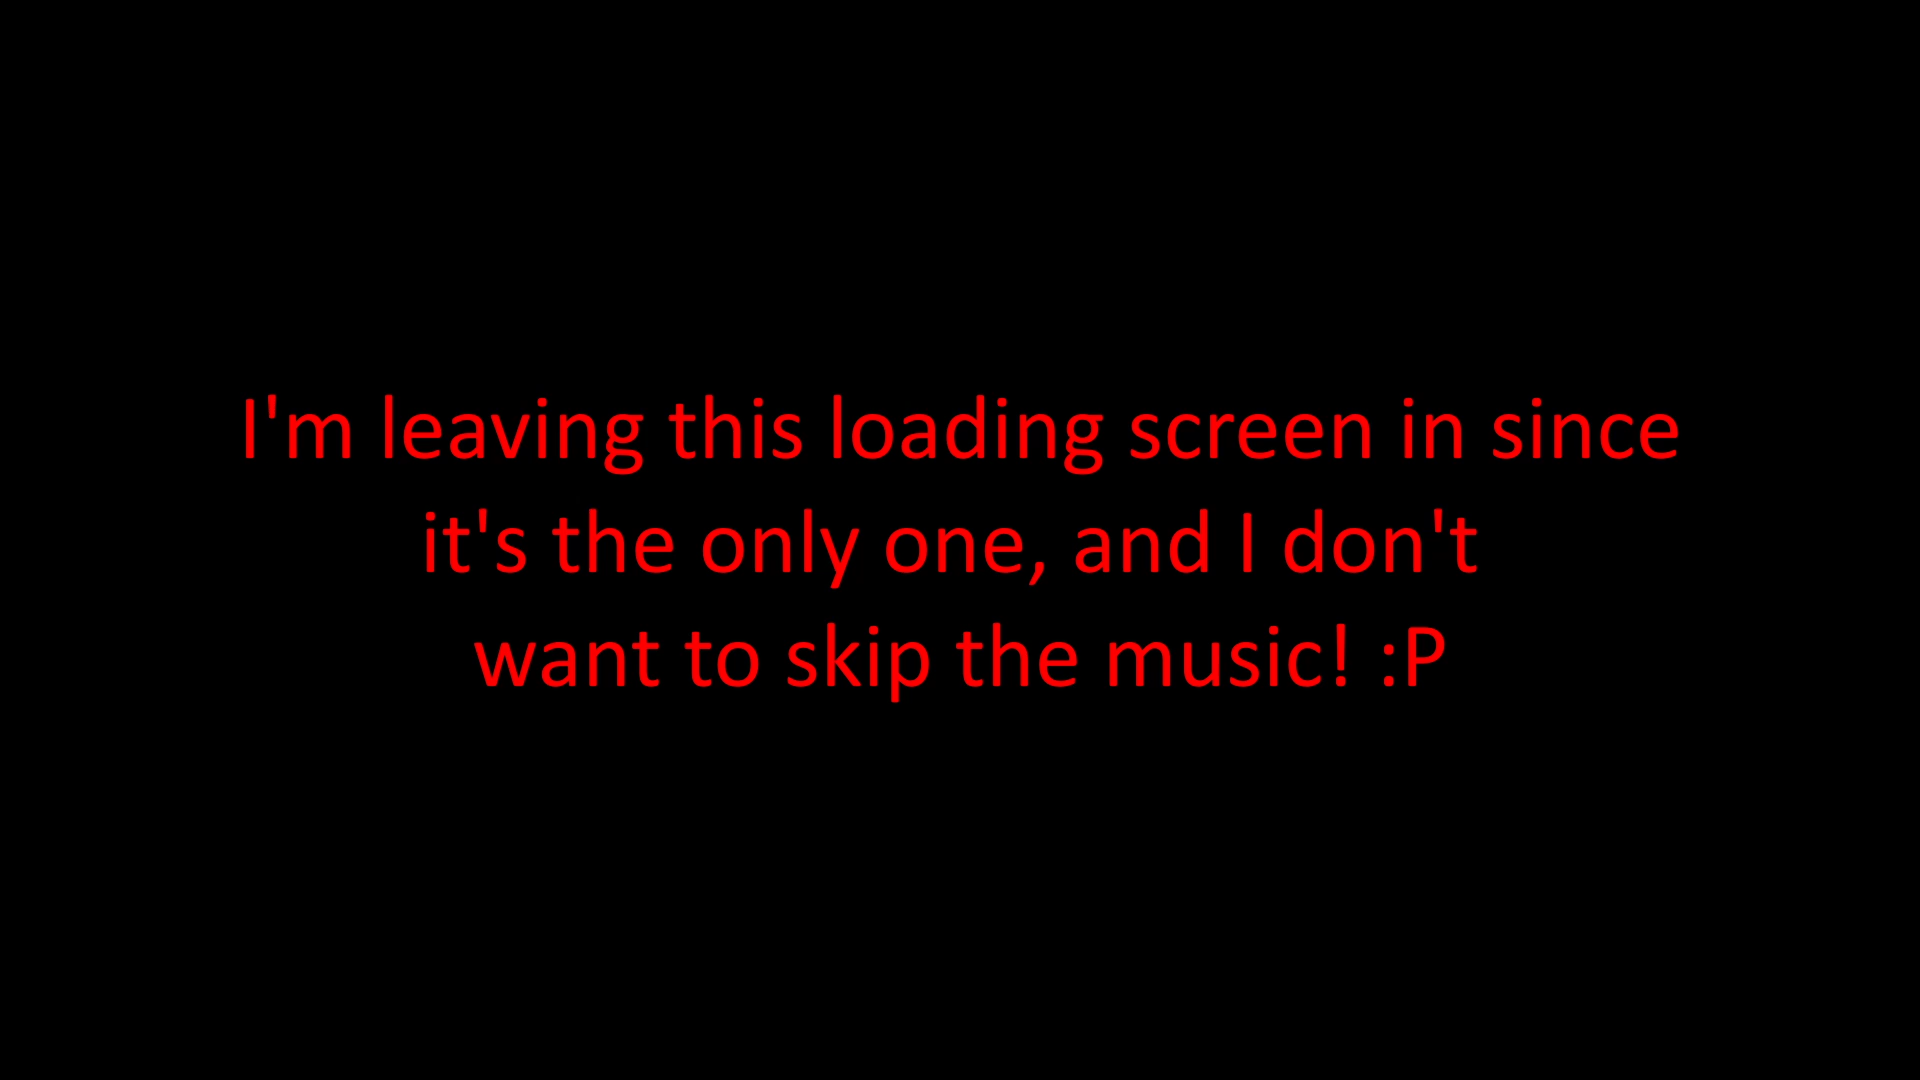 I'm leaving this loading screen in since
it's the only one, and I don't
want to skip the music! :P